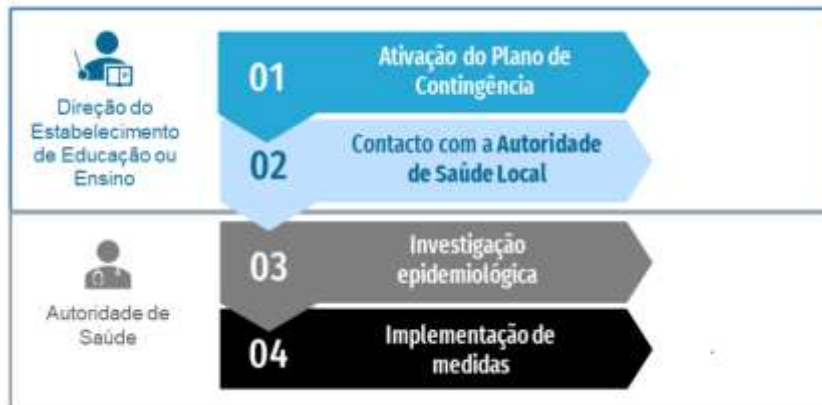 Direção do
Estabelecimento
de Educação ou
Ensino
01
Ativação do Plano de
Contingência
02
Contacto com a Autoridade
de Saúde Local
Autoridade de
Saúde
03
Investigação
epidemiológica
04
Implementação de
medidas